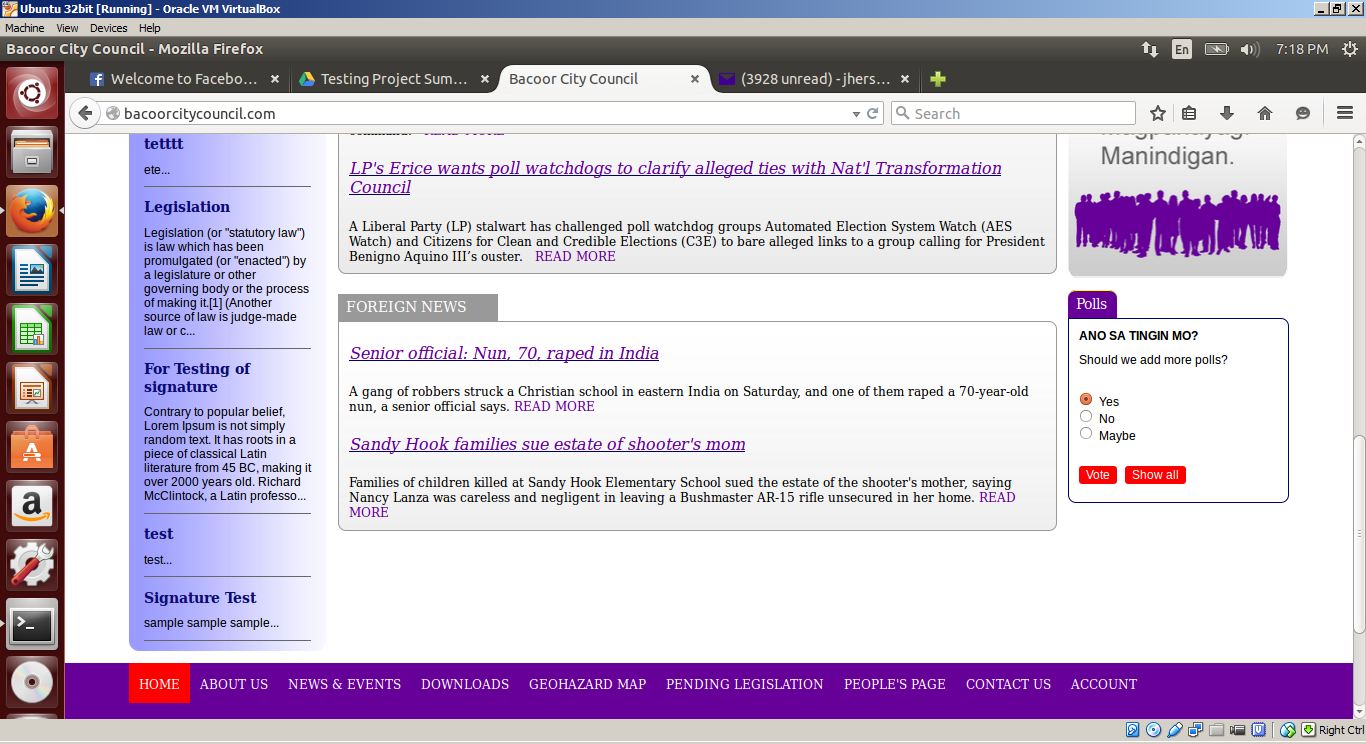 Ubuntu 32bit [Running] - Oracle VM VirtualBox
Machine View Devices Help
Bacoor City Council - Mozilla Firefox
En
7:18 PM
Welcome to Facebo...
Testing Project Sum...
Bacoor City Council
(3928 unread) - jhers...
bacoorcitycouncil.com
Search
tetttt
ete...
Legislation
Legislation (or "statutory law")
is law which has been
promulgated (or "enacted") by
a legislature or other
governing body or the process
of making it.[1] (Another
source of law is judge-made
law or c...
For Testing of
signature
Contrary to popular belief,
Lorem Ipsum is not simply
random text. It has roots in a
piece of classical Latin
literature from 45 BC, making it
over 2000 years old. Richard
McClintock, a Latin professo...
test
test...
Signature Test
sample sample sample...
command. READ MORE
LP's Erice wants poll watchdogs to clarify alleged ties with Nat'l Transformation
Council
A Liberal Party (LP) stalwart has challenged poll watchdog groups Automated Election System Watch (AES
Watch) and Citizens for Clean and Credible Elections (C3E) to bare alleged links to a group calling for President
Benigno Aquino III’s ouster. READ MORE
FOREIGN NEWS
Senior official: Nun, 70, raped in India
A gang of robbers struck a Christian school in eastern India on Saturday, and one of them raped a 70-year-old
nun, a senior official says. READ MORE
Sandy Hook families sue estate of shooter's mom
Families of children killed at Sandy Hook Elementary School sued the estate of the shooter's mother, saying
Nancy Lanza was careless and negligent in leaving a Bushmaster AR-15 rifle unsecured in her home. READ
MORE
Manindigan.
Polls
ANO SA TINGIN MO?
Should we add more polls?
Yes
No
Maybe
Vote Show all
HOME ABOUT US NEWS & EVENTS DOWNLOADS GEOHAZARD MAP PENDING LEGISLATION PEOPLE'S PAGE CONTACT US ACCOUNT
Right Ctrl